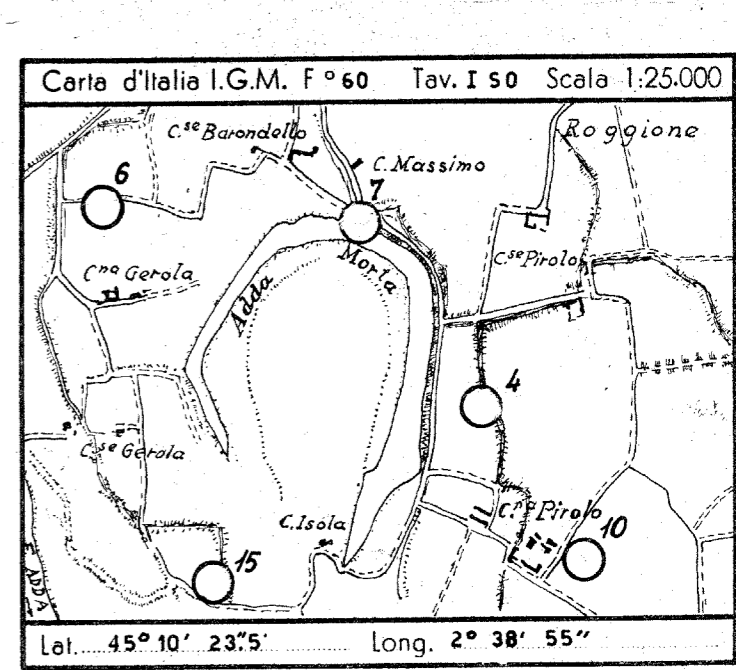 Carta d'Italia I.G.M. F° 60 Tav. I SO Scala 1:25.000
C.se Barondello
Roggione
C. Massimo
6
7
C.se Pirolo
C.na Gerola
Adda Morta
4
C.se Gerola
C. Isola
C.na Pirolo
10
15
F. ADDA
Lat. 45° 10' 23."5' Long. 2° 38' 55"